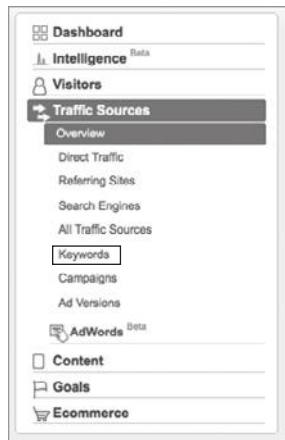 Dashboard
Intelligence Beta
Visitors
Traffic Sources
Overview
Direct Traffic
Referring Sites
Search Engines
All Traffic Sources
Keywords
Campaigns
Ad Versions
AdWords Beta
Content
Goals
Ecommerce